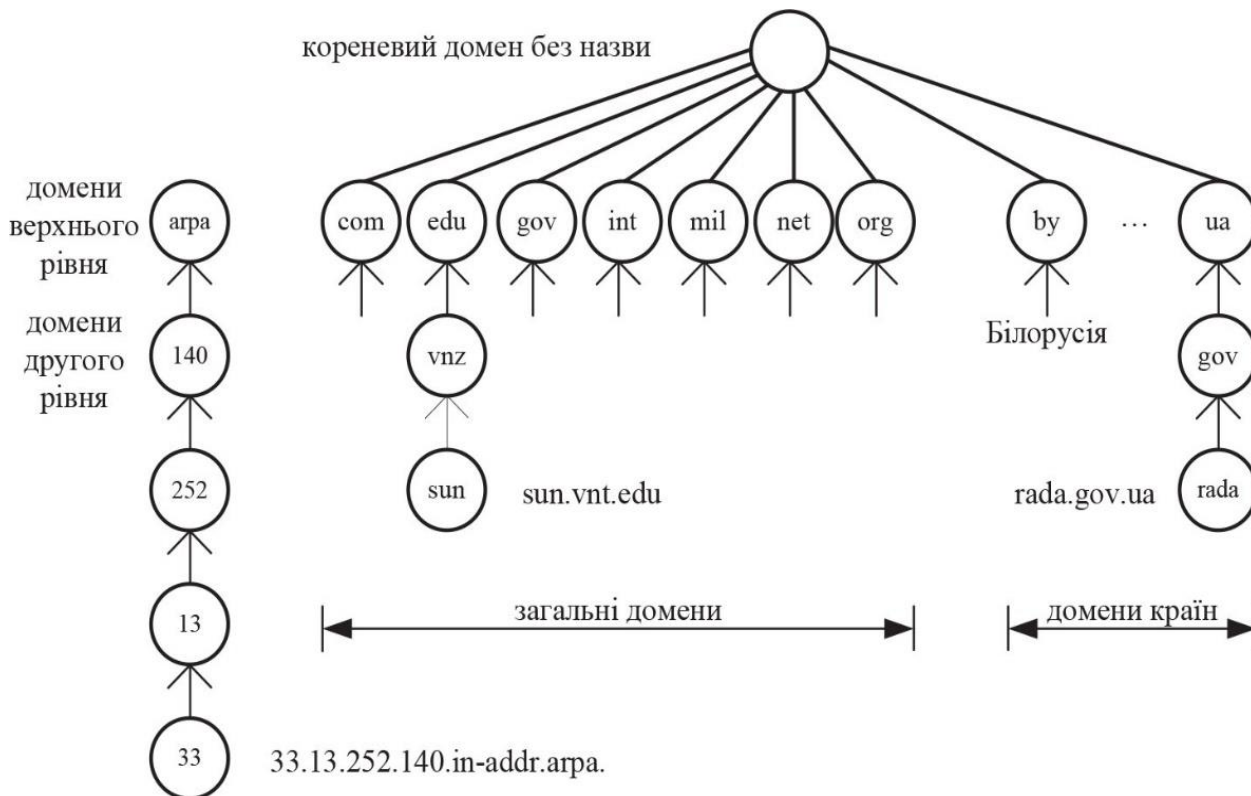 кореневий домен без назви
домени
верхнього
рівня
arpa
com
edu
gov
int
mil
net
org
by
...
ua
домени
другого
рівня
140
vnz
Білорусія
gov
252
sun
sun.vnt.edu
rada.gov.ua
rada
13
загальні домени
домени країн
33
33.13.252.140.in-addr.arpa.